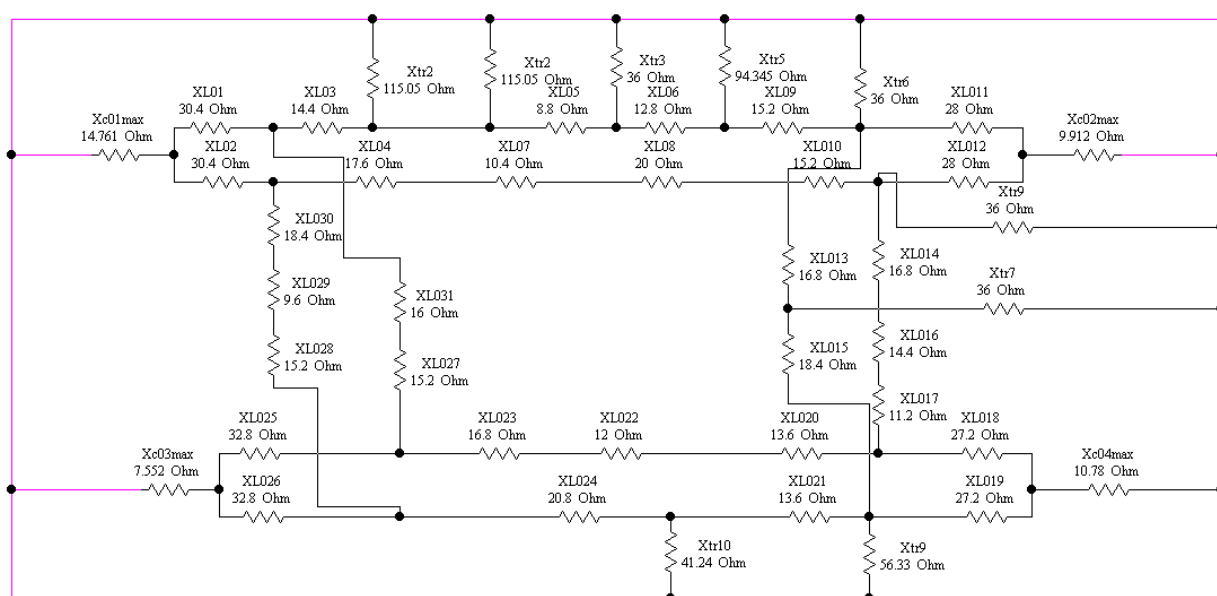 Xtr2
115.05 Ohm
Xtr2
115.05 Ohm
Xtr3
36 Ohm
Xtr5
94.345 Ohm
Xtr6
36 Ohm
XL01
30.4 Ohm
XL03
14.4 Ohm
XL05
8.8 Ohm
XL06
12.8 Ohm
XL09
15.2 Ohm
XL011
28 Ohm
Xc01max
14.761 Ohm
Xc02max
9.912 Ohm
XL02
30.4 Ohm
XL04
17.6 Ohm
XL07
10.4 Ohm
XL08
20 Ohm
XL010
15.2 Ohm
XL012
28 Ohm
Xtr9
36 Ohm
XL030
18.4 Ohm
XL029
9.6 Ohm
XL028
15.2 Ohm
XL031
16 Ohm
XL027
15.2 Ohm
XL013
16.8 Ohm
XL014
16.8 Ohm
Xtr7
36 Ohm
XL015
18.4 Ohm
XL016
14.4 Ohm
XL017
11.2 Ohm
XL025
32.8 Ohm
XL023
16.8 Ohm
XL022
12 Ohm
XL020
13.6 Ohm
XL018
27.2 Ohm
Xc03max
7.552 Ohm
Xc04max
10.78 Ohm
XL026
32.8 Ohm
XL024
20.8 Ohm
XL021
13.6 Ohm
XL019
27.2 Ohm
Xtr10
41.24 Ohm
Xtr9
56.33 Ohm